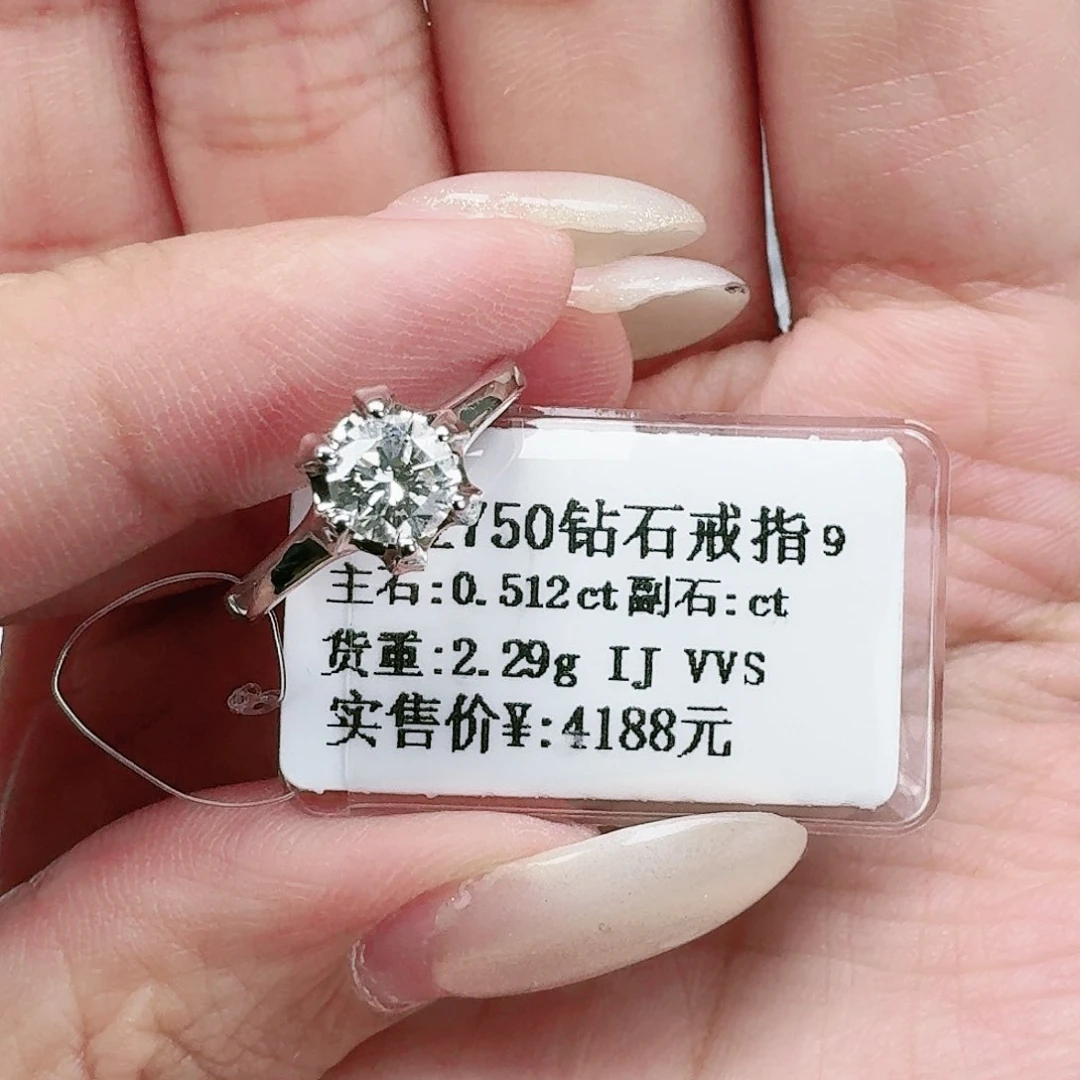 750钻石戒指9
主石:0.512ct副石:ct
货重:2.29g IJ VVS
实售价¥:4188元